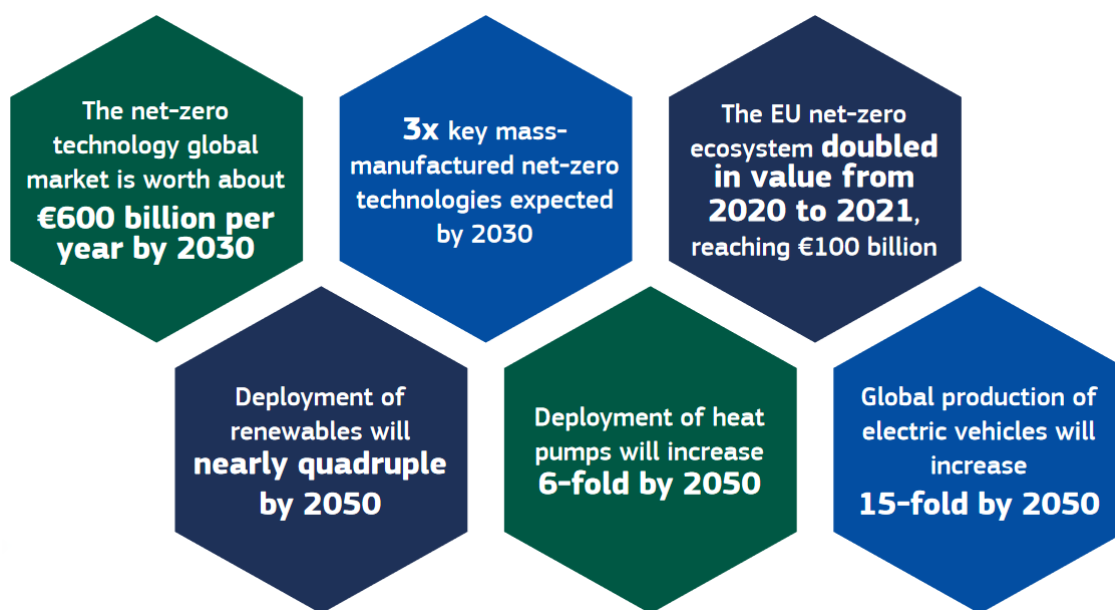 The net-zero
technology global
market is worth about
€600 billion per
year by 2030
3x key mass-
manufactured net-zero
technologies expected
by 2030
The EU net-zero
ecosystem doubled
in value from
2020 to 2021,
reaching €100 billion
Deployment of
renewables will
nearly quadruple
by 2050
Deployment of heat
pumps will increase
6-fold by 2050
Global production of
electric vehicles will
increase
15-fold by 2050